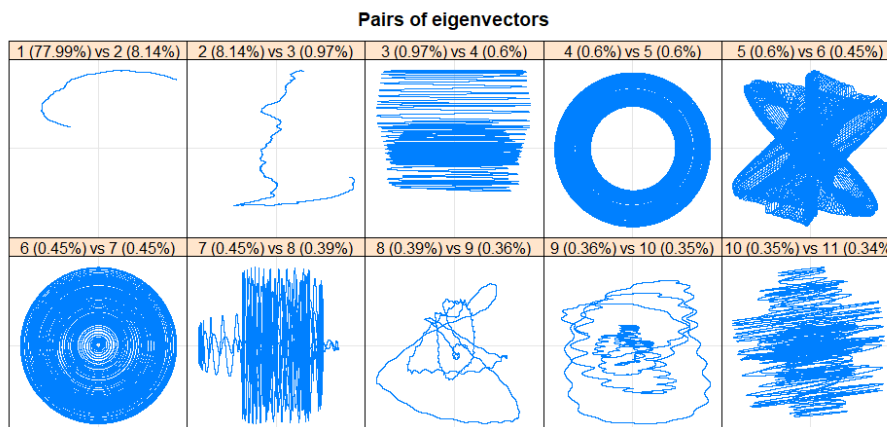 Pairs of eigenvectors
1 (77.99%) vs 2 (8.14%)
2 (8.14%) vs 3 (0.97%)
3 (0.97%) vs 4 (0.6%)
4 (0.6%) vs 5 (0.6%)
5 (0.6%) vs 6 (0.45%)
6 (0.45%) vs 7 (0.45%)
7 (0.45%) vs 8 (0.39%)
8 (0.39%) vs 9 (0.36%)
9 (0.36%) vs 10 (0.35%)
10 (0.35%) vs 11 (0.34%